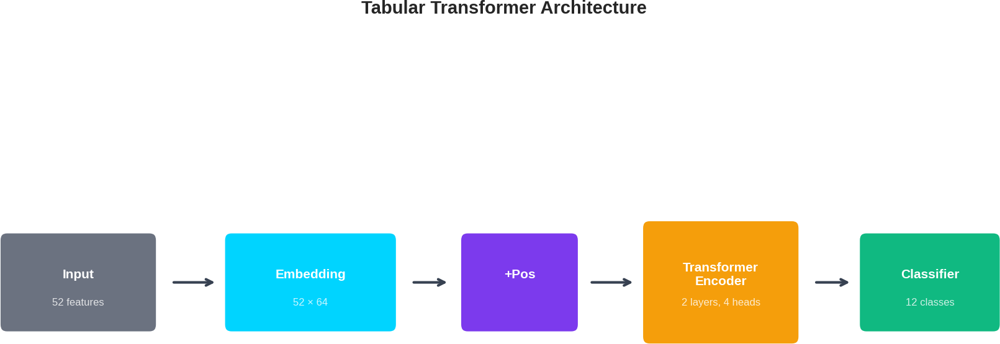 Tabular Transformer Architecture
Input
52 features
Embedding
52 × 64
+Pos
Transformer
Encoder
2 layers, 4 heads
Classifier
12 classes